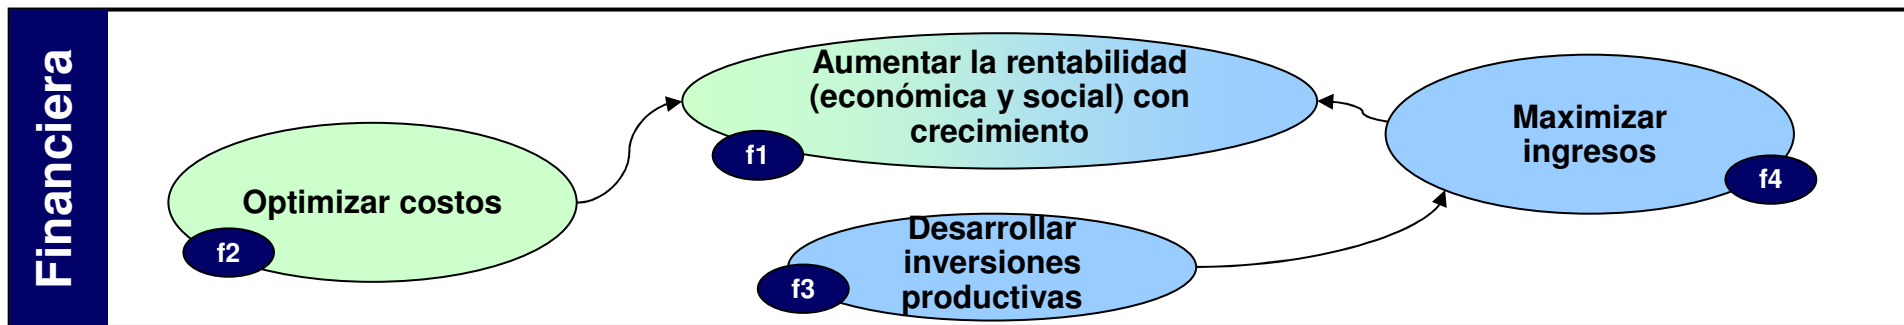 Financiera
Aumentar la rentabilidad
(económica y social) con
crecimiento
f1
Maximizar
ingresos
f4
Optimizar costos
f2
Desarrollar
inversiones
productivas
f3